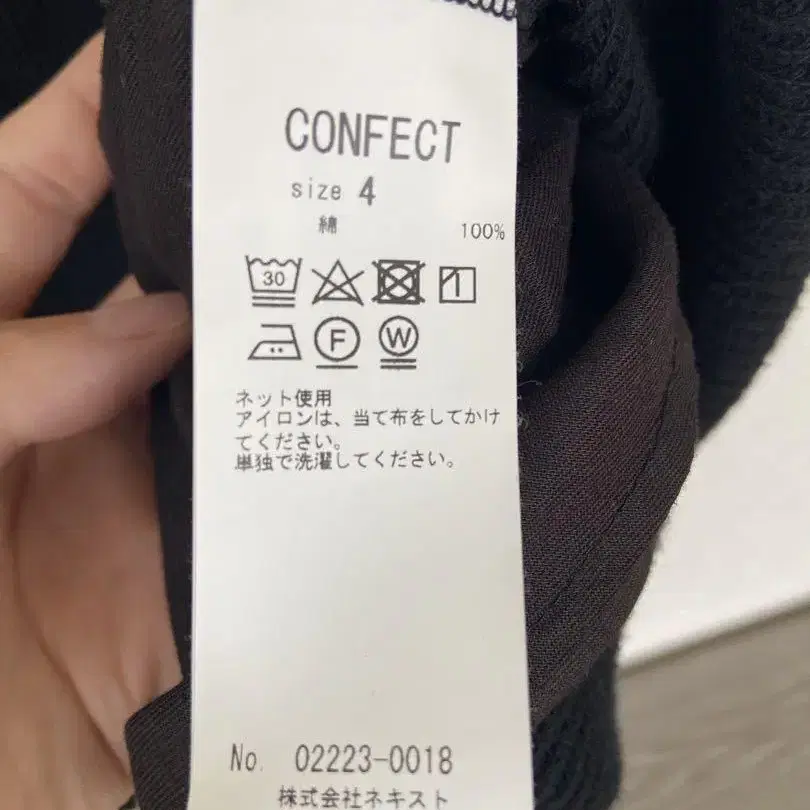 CONFECT
size 4
綿 100%
30
F W
ネット使用
アイロンは、当て布をしてかけ
てください。
単独で洗濯してください。
No. 02223-0018
株式会社ネキスト